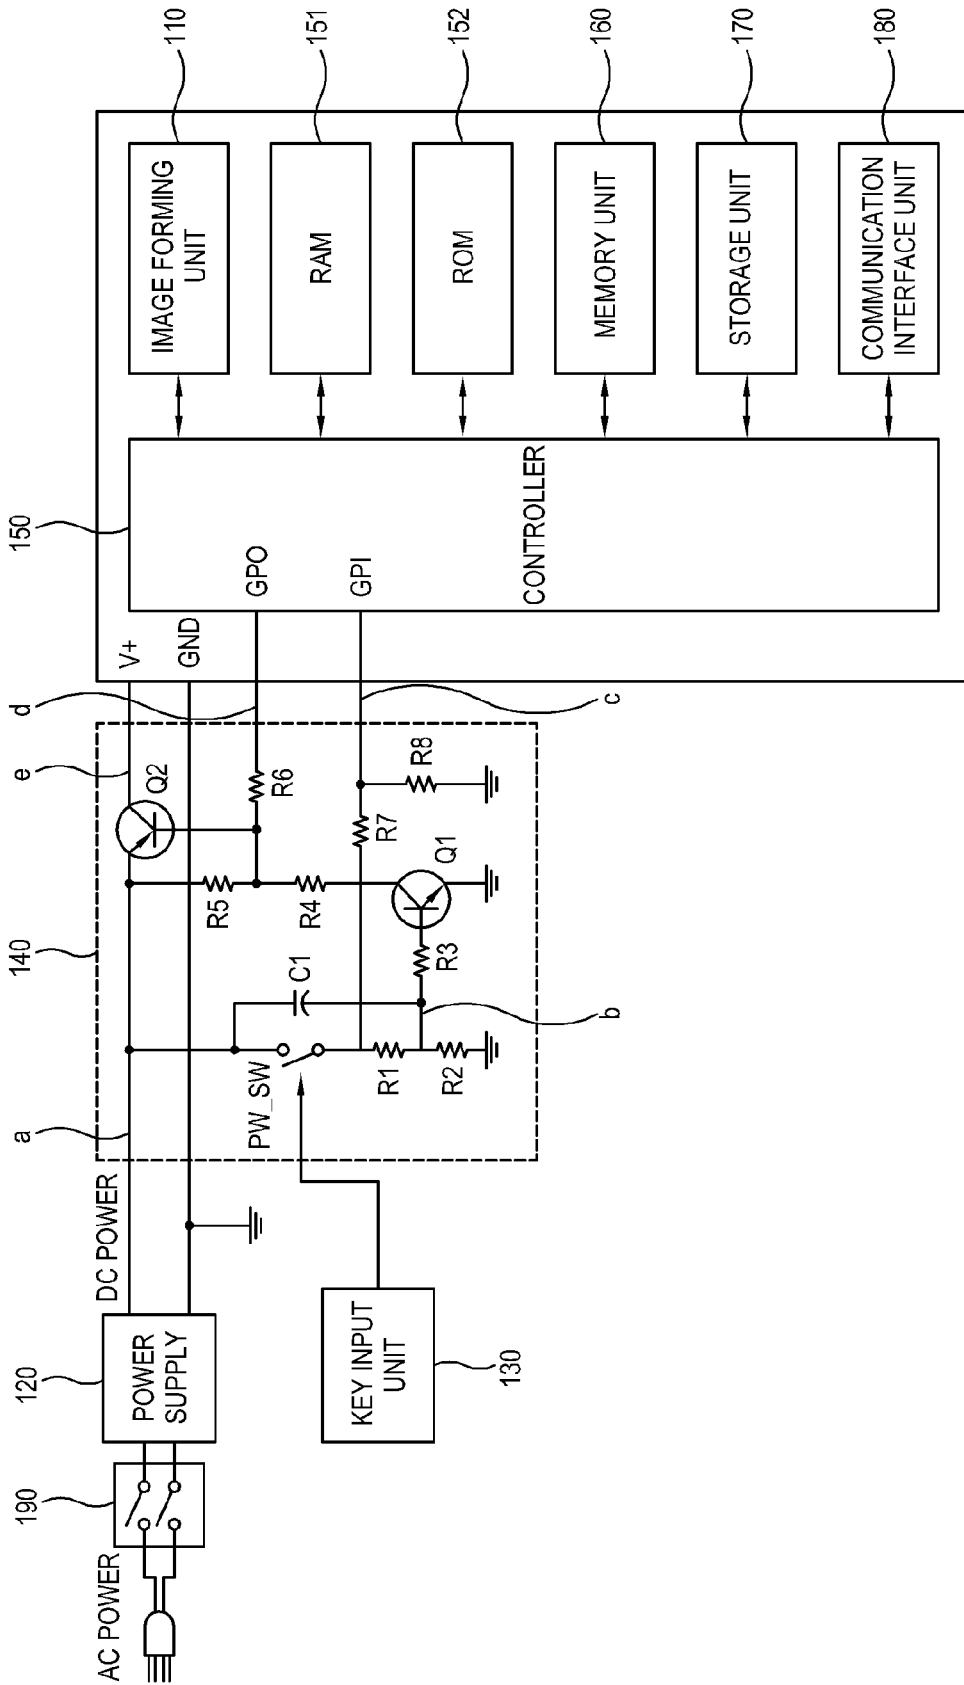 AC POWER
190
120
POWER
SUPPLY
DC POWER
a
140
KEY INPUT
UNIT
130
PW_SW
C1
R1
R2
b
R3
R5
R4
Q1
Q2
R6
R7
R8
e
d
c
V+
GND
150
GPO
GPI
CONTROLLER
IMAGE FORMING
UNIT
110
RAM
151
ROM
152
MEMORY UNIT
160
STORAGE UNIT
170
COMMUNICATION
INTERFACE UNIT
180